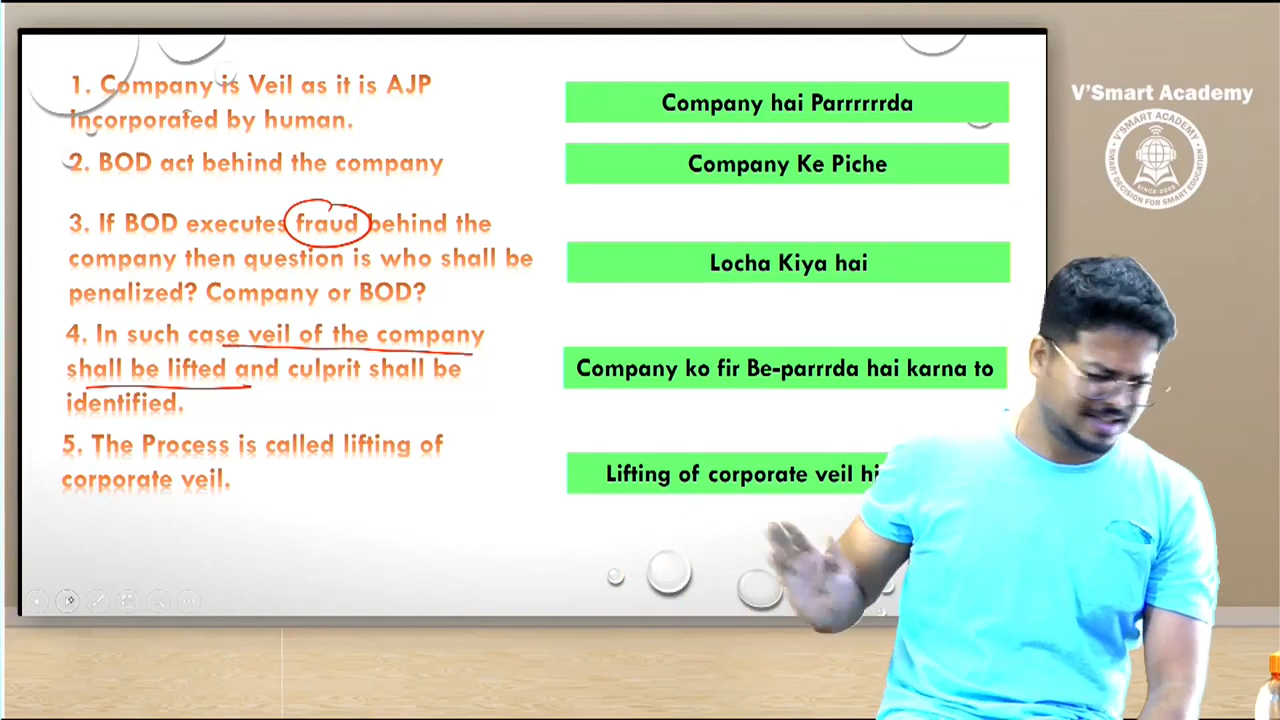 1. Company is Veil as it is AJP
incorporated by human.
2. BOD act behind the company
3. If BOD executes fraud behind the
company then question is who shall be
penalized? Company or BOD?
4. In such case veil of the company
shall be lifted and culprit shall be
identified.
5. The Process is called lifting of
corporate veil.
Company hai Parrrrrrda
Company Ke Piche
Locha Kiya hai
Company ko fir Be-parrrda hai karna to
Lifting of corporate veil hi
V'Smart Academy
V'SMART ACADEMY
SINCE 2005
SMART DECISION FOR SMART EDUCATION